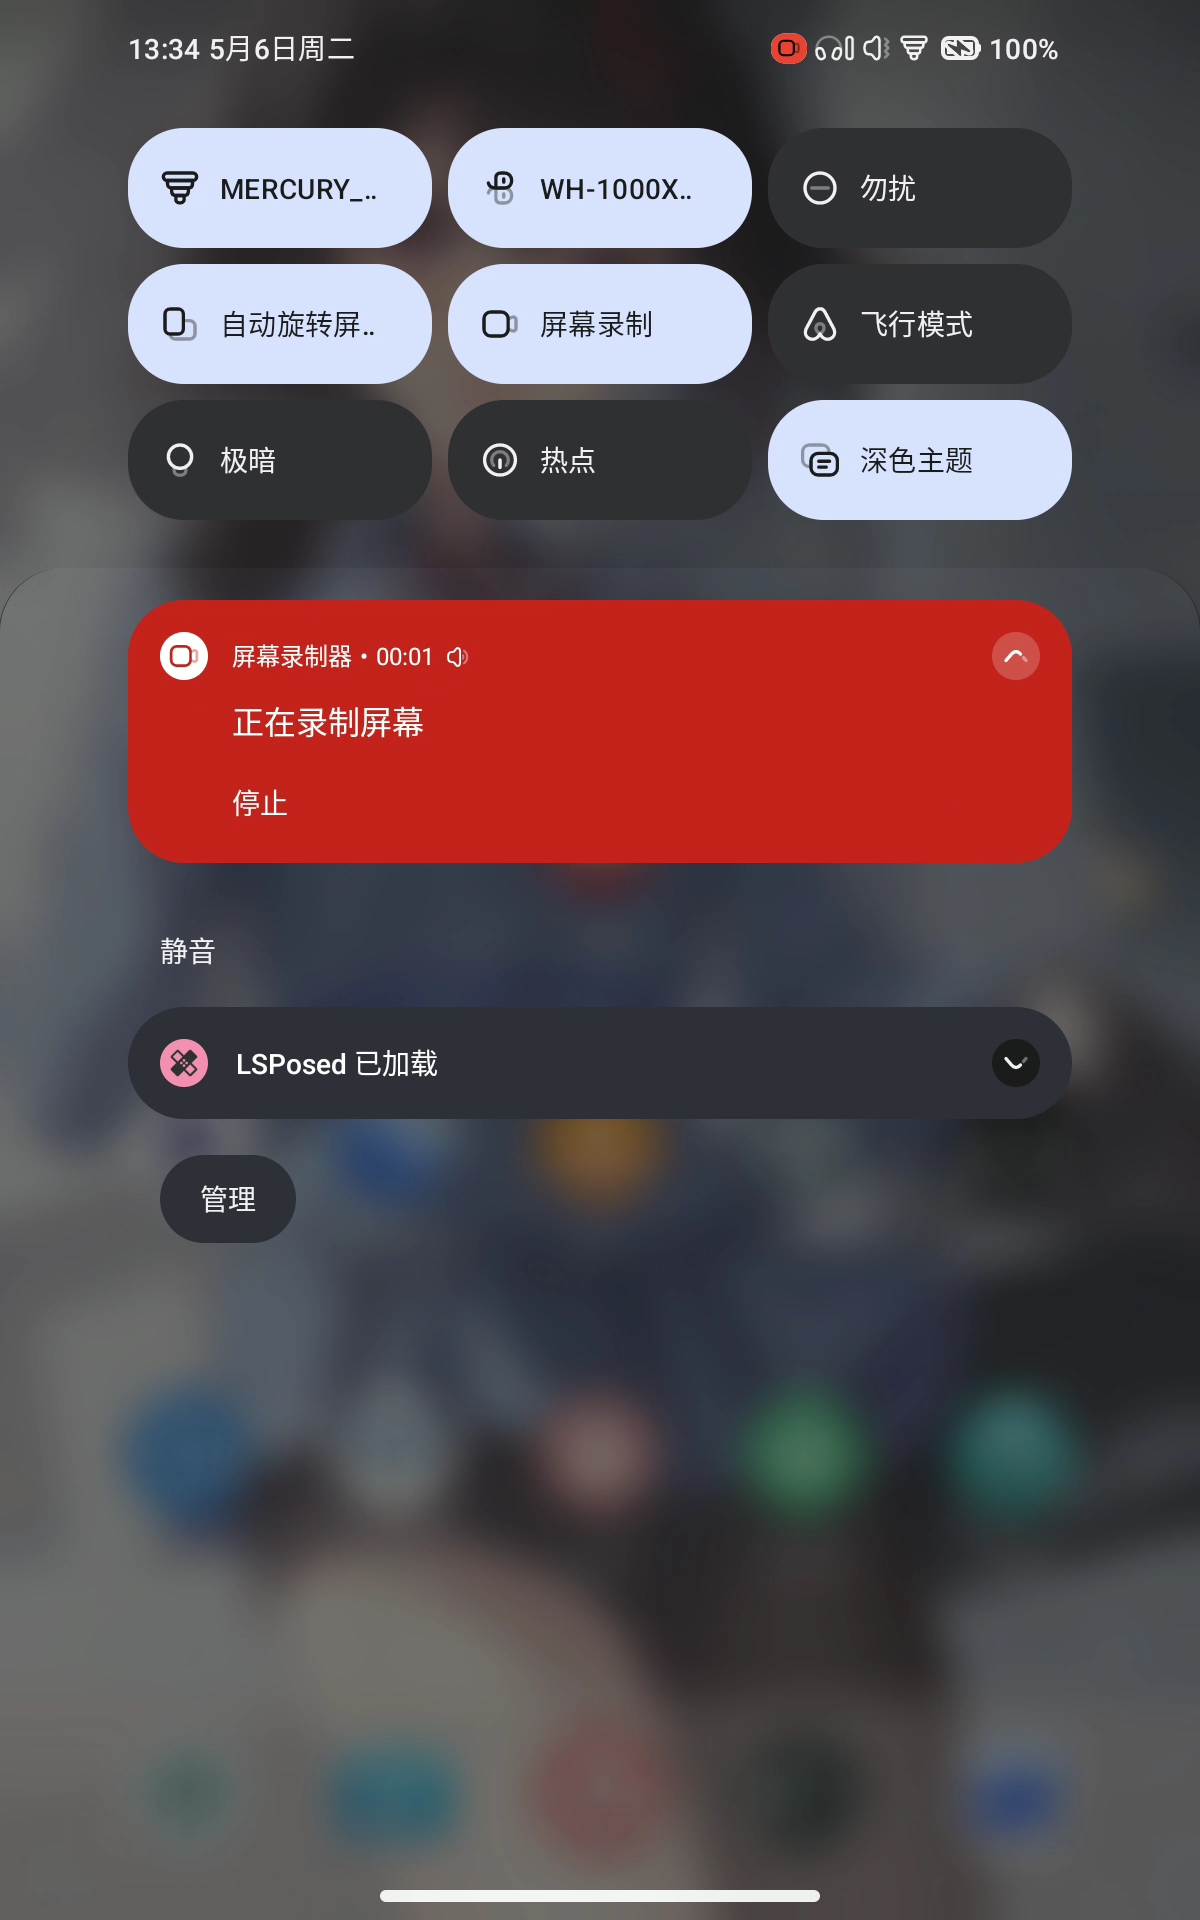 13:34 5月6日周二
100%
MERCURY_..
WH-1000X..
勿扰
自动旋转屏..
屏幕录制
飞行模式
极暗
热点
深色主题
屏幕录制器 • 00:01
正在录制屏幕
停止
静音
LSPosed 已加载
管理